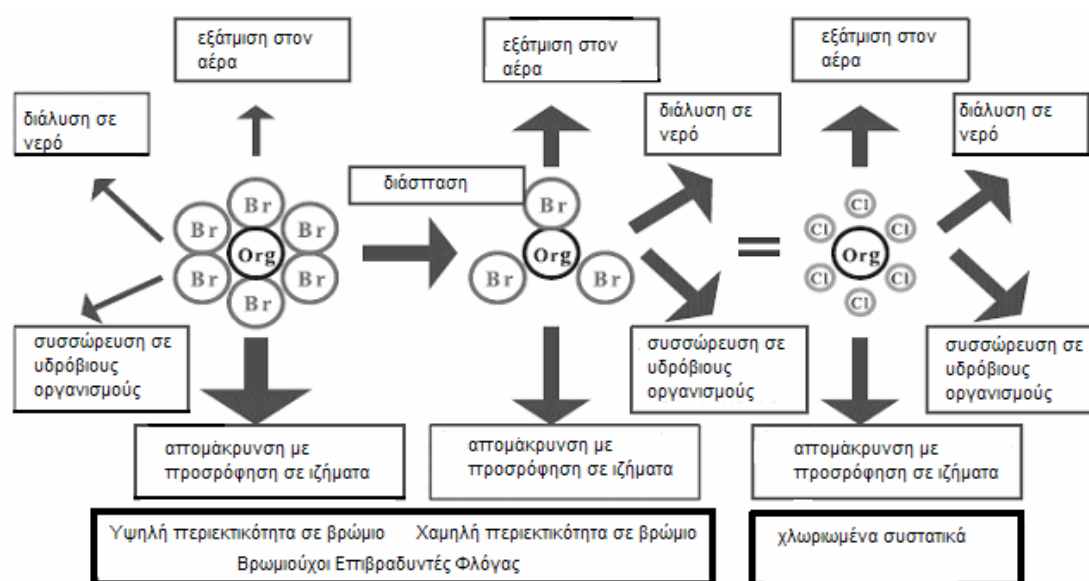 εξάτμιση στον
αέρα
εξάτμιση στον
αέρα
εξάτμιση στον
αέρα
διάλυση σε
νερό
διάλυση σε
νερό
διάλυση σε
νερό
διάσπαση
Br
Br
Br
Org
Br
Br
Br
Br
Org
Br
Br
=
Cl
Cl
Cl
Org
Cl
Cl
Cl
συσσώρευση σε
υδρόβιους
οργανισμούς
συσσώρευση σε
υδρόβιους
οργανισμούς
συσσώρευση σε
υδρόβιους
οργανισμούς
απομάκρυνση με
προσρόφηση σε ιζήματα
απομάκρυνση με
προσρόφηση σε ιζήματα
απομάκρυνση με
προσρόφηση σε ιζήματα
Υψηλή περιεκτικότητα σε βρώμιο
Χαμηλή περιεκτικότητα σε βρώμιο
Βρωμιούχοι Επιβραδυντές Φλόγας
χλωριωμένα συστατικά